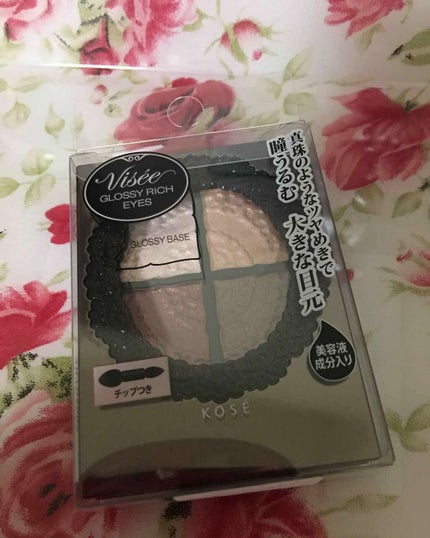 Visée
GLOSSY RICH
EYES
GLOSSY BASE
真珠のようなツヤめきで
瞳うるむ 大きな目元
美容液
成分入り
チップつき
KOSÉ